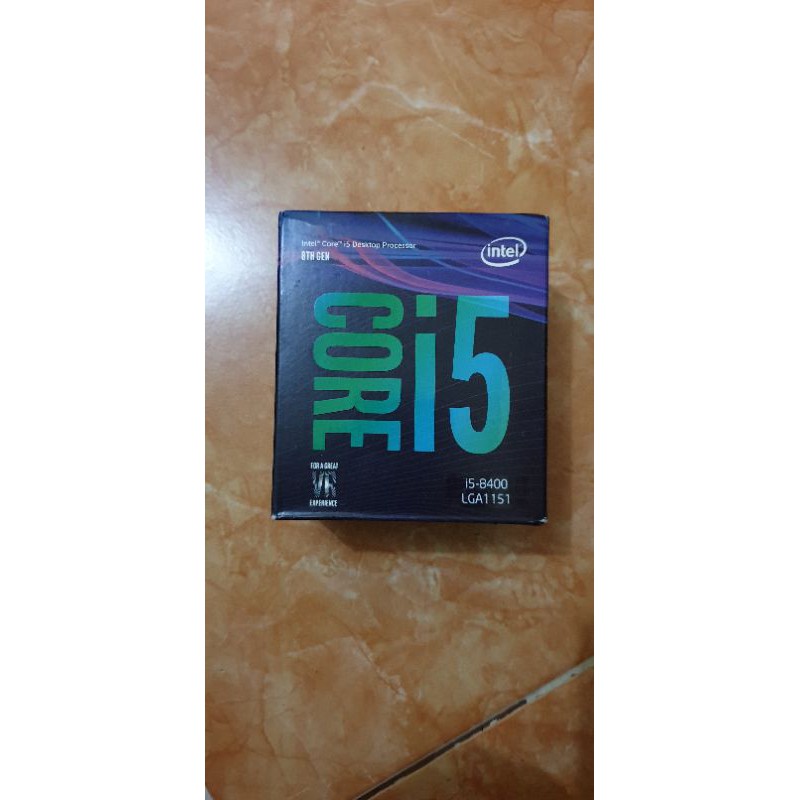 Intel® Core™ i5 Desktop Processor
8TH GEN
intel
CORE i5
FOR A GREAT
VR
EXPERIENCE
i5-8400
LGA1151